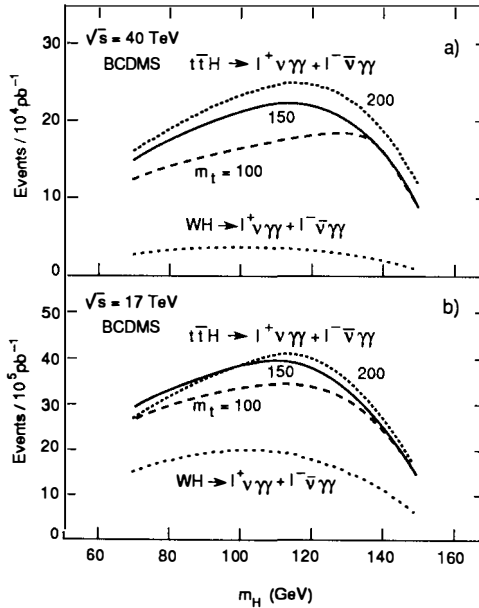 √s = 40 TeV
BCDMS
a)
tt̅H → l⁺νγγ + l⁻ν̅γγ
200
150
m_t = 100
WH → l⁺νγγ + l⁻ν̅γγ
Events / 10⁴pb⁻¹
30
20
10
0
√s = 17 TeV
BCDMS
b)
tt̅H → l⁺νγγ + l⁻ν̅γγ
150
200
m_t = 100
WH → l⁺νγγ + l⁻ν̅γγ
Events / 10⁵pb⁻¹
50
40
30
20
10
0
60 80 100 120 140 160
m_H (GeV)